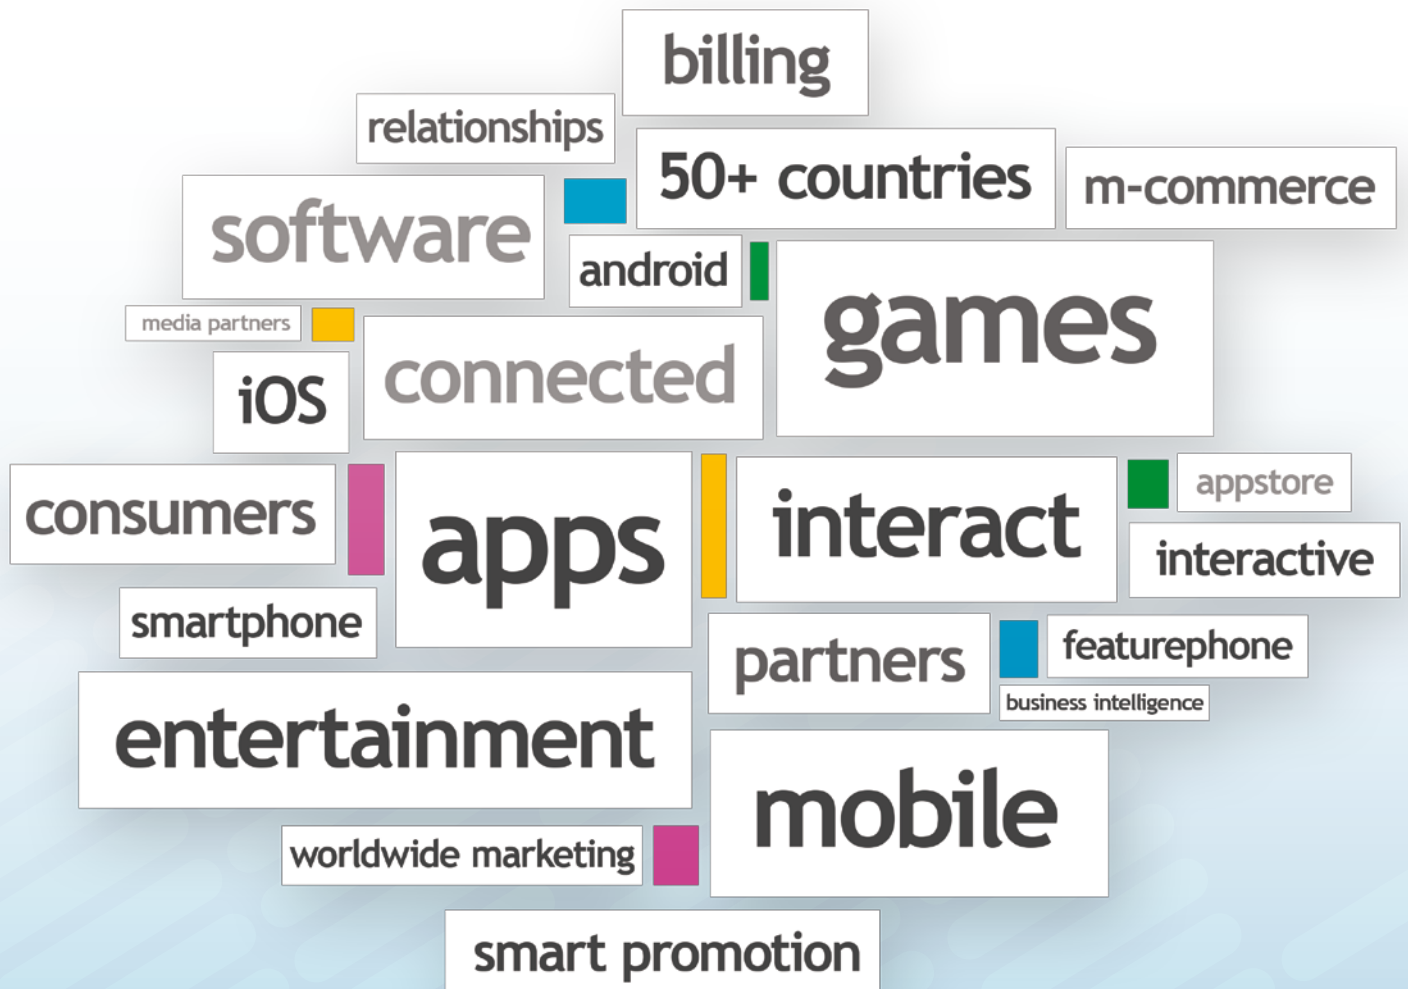 billing
relationships
50+ countries
m-commerce
software
android
games
media partners
connected
iOS
consumers
apps
interact
appstore
interactive
smartphone
partners
featurephone
business intelligence
entertainment
mobile
worldwide marketing
smart promotion